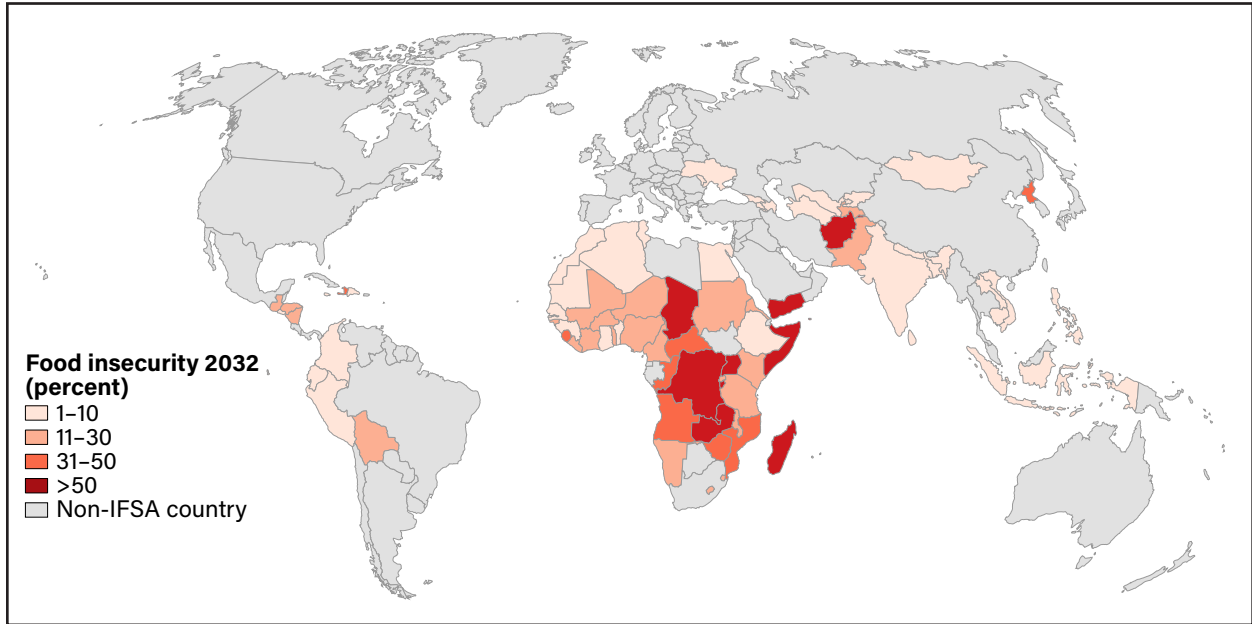 Food insecurity 2032
(percent)
1–10
11–30
31–50
>50
Non-IFSA country